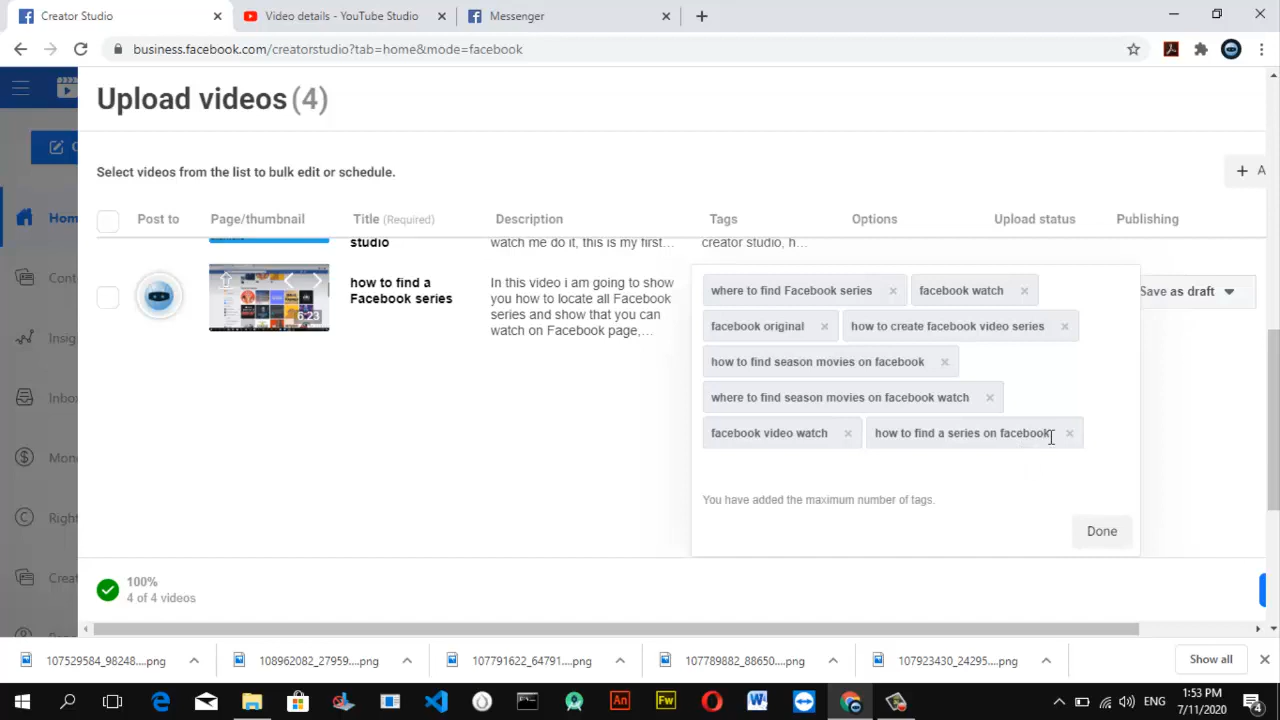 Creator Studio
Video details - YouTube Studio
Messenger
business.facebook.com/creatorstudio?tab=home&mode=facebook
Upload videos (4)
Select videos from the list to bulk edit or schedule.
+ A
Post to Page/thumbnail Title (Required) Description Tags Options Upload status Publishing
studio
watch me do it, this is my first...
creator studio, h...
how to find a
Facebook series
6:23
In this video i am going to show
you how to locate all Facebook
series and show that you can
watch on Facebook page,...
where to find Facebook series ×
facebook watch ×
facebook original ×
how to create facebook video series ×
how to find season movies on facebook ×
where to find season movies on facebook watch ×
facebook video watch ×
how to find a series on facebook ×
You have added the maximum number of tags.
Done
Save as draft
Hom
Cont
Insig
Inbox
Mon
Right
Creat
100%
4 of 4 videos
107529584_98248....png
108962082_27959....png
107791622_64791....png
107789882_88650....png
107923430_24295....png
Show all
ENG
1:53 PM
7/11/2020
4